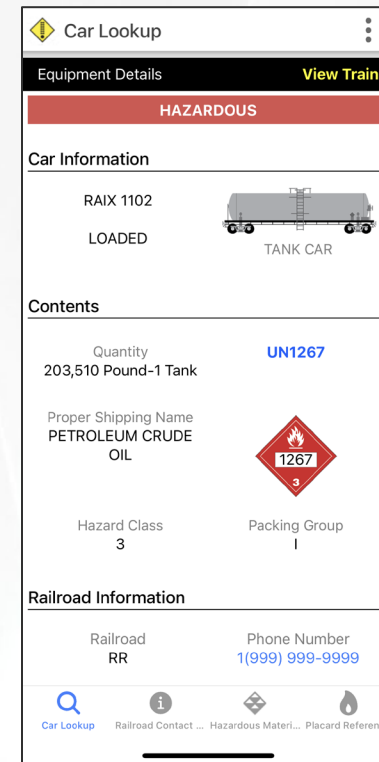 Car Lookup
Equipment Details View Train
HAZARDOUS
Car Information
RAIX 1102
LOADED
TANK CAR
Contents
Quantity
203,510 Pound-1 Tank
UN1267
Proper Shipping Name
PETROLEUM CRUDE
OIL
1267
3
Hazard Class
3
Packing Group
I
Railroad Information
Railroad
RR
Phone Number
1(999) 999-9999
Car Lookup Railroad Contact ... Hazardous Materi... Placard Referen